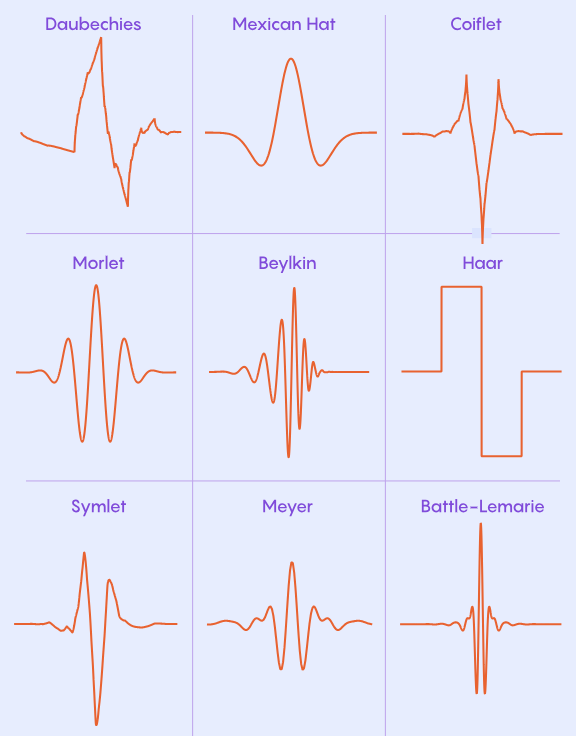 Daubechies
Mexican Hat
Coiflet
Morlet
Beylkin
Haar
Symlet
Meyer
Battle-Lemarie